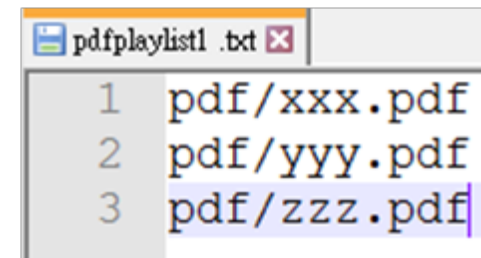 pdfplaylist1 .txt
1 pdf/xxx.pdf
2 pdf/yyy.pdf
3 pdf/zzz.pdf